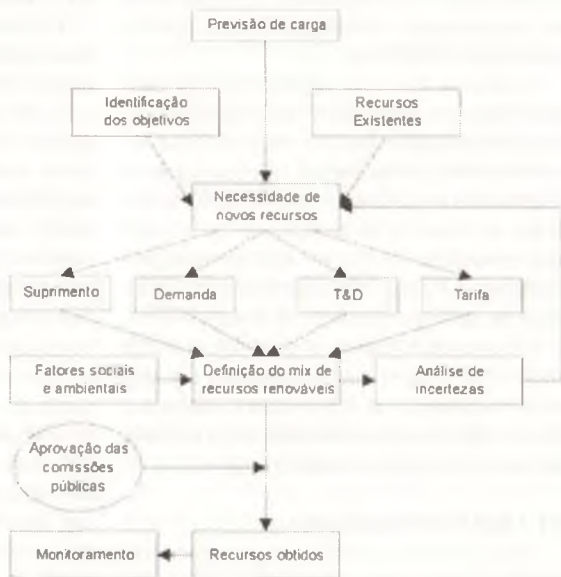 Previsão de carga
Identificação
dos objetivos
Recursos
Existentes
Necessidade de
novos recursos
Suprimento
Demanda
T&D
Tarifa
Fatores sociais
e ambientais
Definição do mix de
recursos renováveis
Análise de
incertezas
Aprovação das
comissões
públicas
Monitoramento
Recursos obtidos